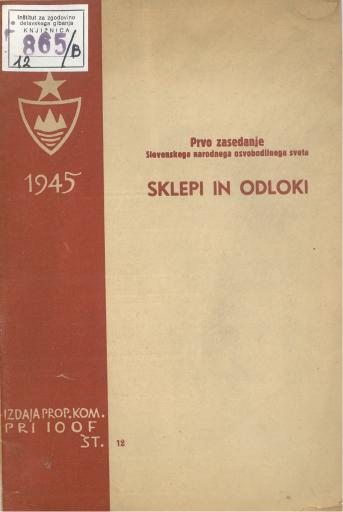 Inštitut za zgodovino
delavskega gibanja
KNJIŽNICA
865/B
12
1945
Prvo zasedanje
Slovenskega narodnega osvobodilnega sveta
SKLEPI IN ODLOKI
IZDAJA PROP. KOM.
PRI IOOF
ŠT. 12